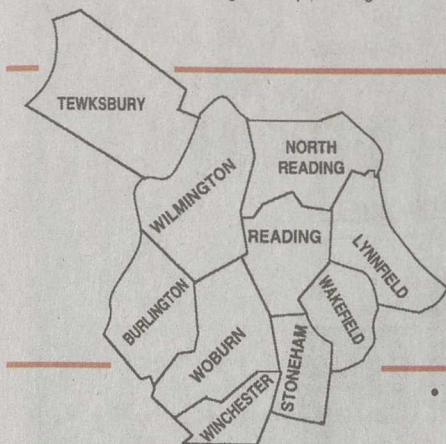 TEWKSBURY
NORTH
READING
WILMINGTON
READING
LYNNFIELD
BURLINGTON
WAKEFIELD
WOBURN
STONEHAM
WINCHESTER